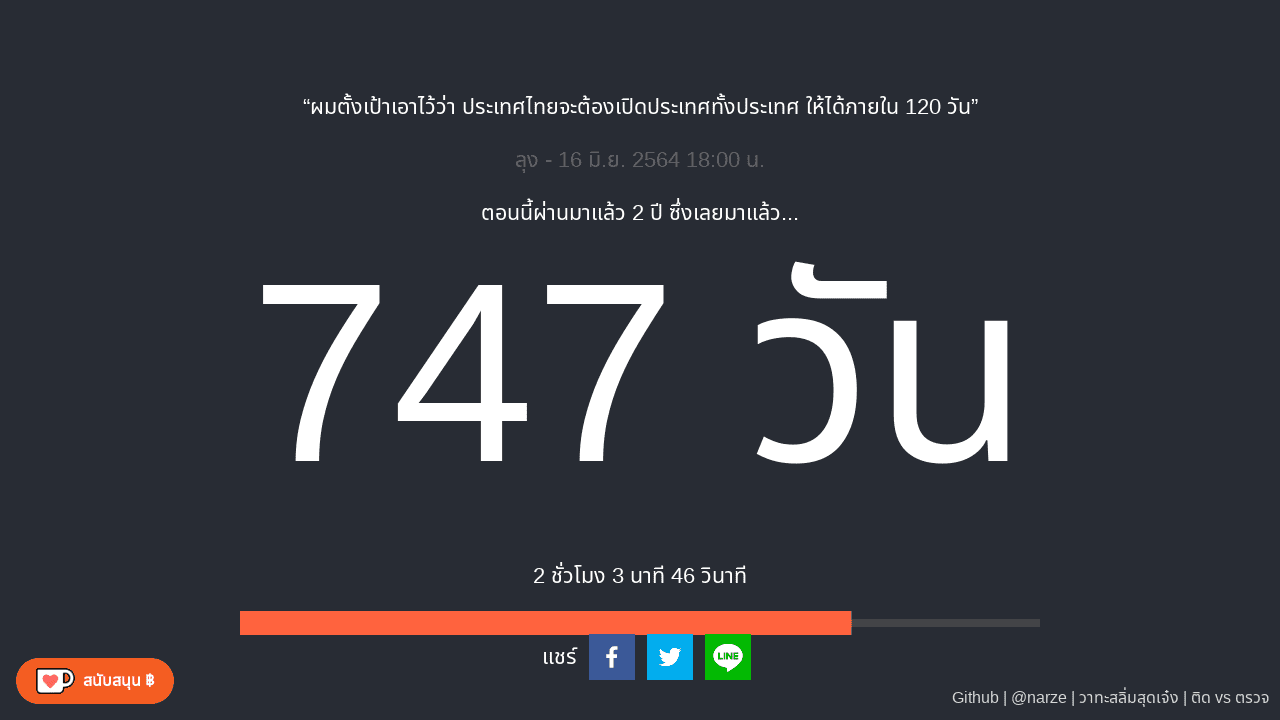 “ผมตั้งเป้าเอาไว้ว่า ประเทศไทยจะต้องเปิดประเทศทั้งประเทศ ให้ได้ภายใน 120 วัน”
ลุง - 16 มิ.ย. 2564 18:00 น.
ตอนนี้ผ่านมาแล้ว 2 ปี ซึ่งเลยมาแล้ว...
747 วัน
2 ชั่วโมง 3 นาที 46 วินาที
แชร์
LINE
สนับสนุน ฿
Github | @narze | วาทะสลิ่มสุดเจ๋ง | ติด vs ตรวจ